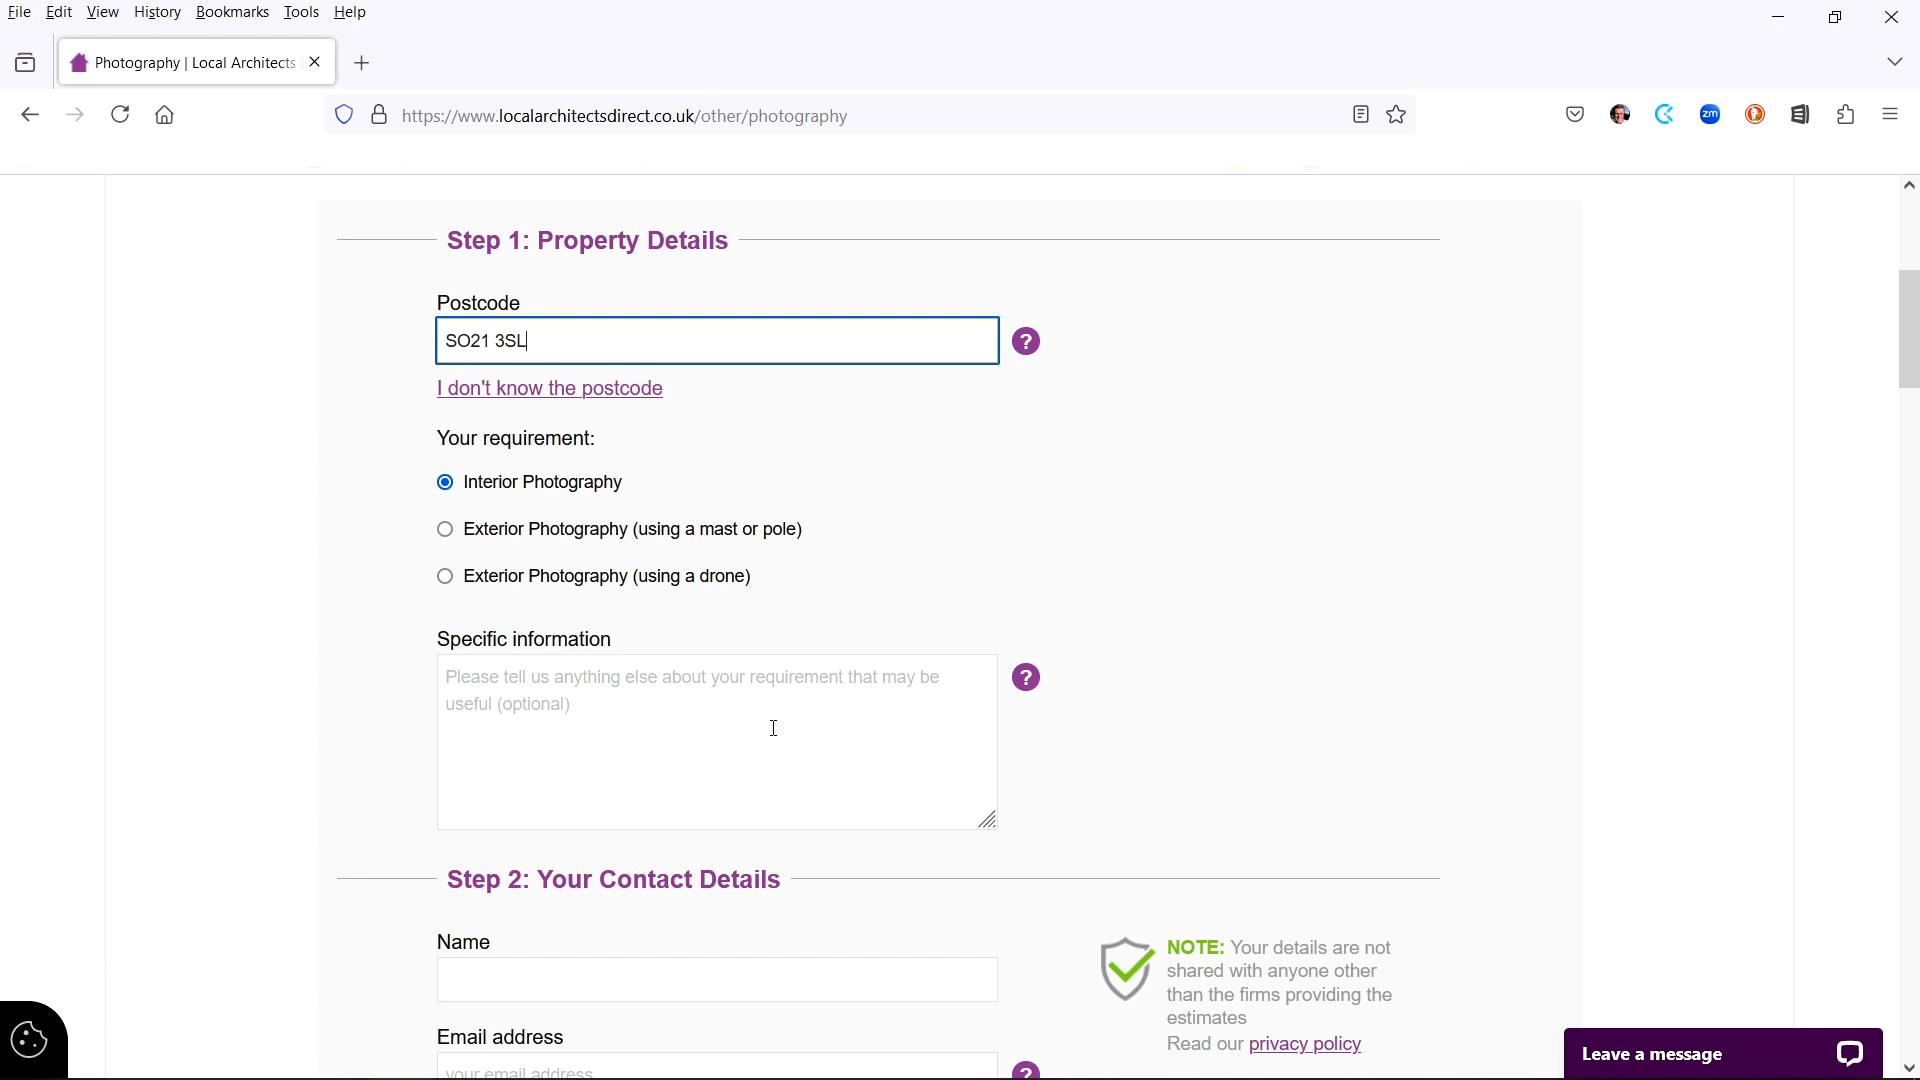 File Edit View History Bookmarks Tools Help
Photography | Local Architects
https://www.localarchitectsdirect.co.uk/other/photography
zm
Step 1: Property Details
Postcode
SO21 3SL
?
I don't know the postcode
Your requirement:
Interior Photography
Exterior Photography (using a mast or pole)
Exterior Photography (using a drone)
Specific information
Please tell us anything else about your requirement that may be
useful (optional)
?
Step 2: Your Contact Details
Name
NOTE: Your details are not
shared with anyone other
than the firms providing the
estimates
Read our privacy policy
Email address
your email address
?
Leave a message